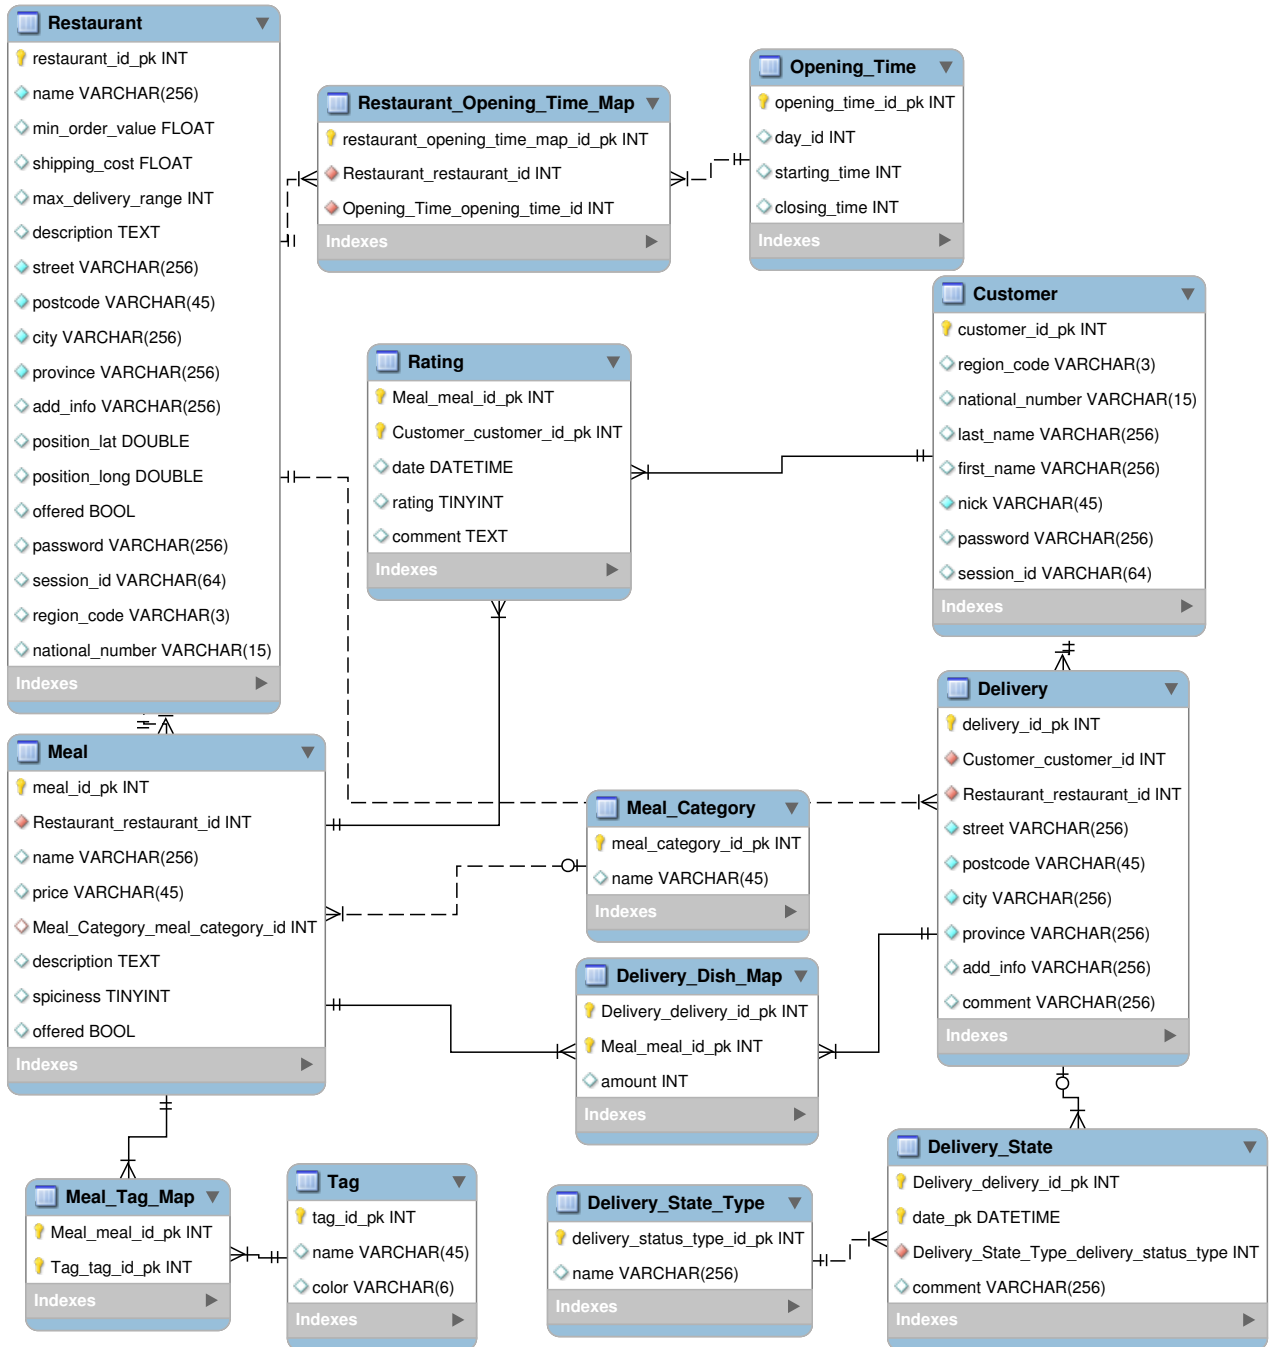 Restaurant
restaurant_id_pk INT
name VARCHAR(256)
min_order_value FLOAT
shipping_cost FLOAT
max_delivery_range INT
description TEXT
street VARCHAR(256)
postcode VARCHAR(45)
city VARCHAR(256)
province VARCHAR(256)
add_info VARCHAR(256)
position_lat DOUBLE
position_long DOUBLE
offered BOOL
password VARCHAR(256)
session_id VARCHAR(64)
region_code VARCHAR(3)
national_number VARCHAR(15)
Indexes
Restaurant_Opening_Time_Map
restaurant_opening_time_map_id_pk INT
Restaurant_restaurant_id INT
Opening_Time_opening_time_id INT
Indexes
Opening_Time
opening_time_id_pk INT
day_id INT
starting_time INT
closing_time INT
Indexes
Customer
customer_id_pk INT
region_code VARCHAR(3)
national_number VARCHAR(15)
last_name VARCHAR(256)
first_name VARCHAR(256)
nick VARCHAR(45)
password VARCHAR(256)
session_id VARCHAR(64)
Indexes
Rating
Meal_meal_id_pk INT
Customer_customer_id_pk INT
date DATETIME
rating TINYINT
comment TEXT
Indexes
Delivery
delivery_id_pk INT
Customer_customer_id INT
Restaurant_restaurant_id INT
street VARCHAR(256)
postcode VARCHAR(45)
city VARCHAR(256)
province VARCHAR(256)
add_info VARCHAR(256)
comment VARCHAR(256)
Indexes
Meal
meal_id_pk INT
Restaurant_restaurant_id INT
name VARCHAR(256)
price VARCHAR(45)
Meal_Category_meal_category_id INT
description TEXT
spiciness TINYINT
offered BOOL
Indexes
Meal_Category
meal_category_id_pk INT
name VARCHAR(45)
Indexes
Delivery_Dish_Map
Delivery_delivery_id_pk INT
Meal_meal_id_pk INT
amount INT
Indexes
Meal_Tag_Map
Meal_meal_id_pk INT
Tag_tag_id_pk INT
Indexes
Tag
tag_id_pk INT
name VARCHAR(45)
color VARCHAR(6)
Indexes
Delivery_State_Type
delivery_status_type_id_pk INT
name VARCHAR(256)
Indexes
Delivery_State
Delivery_delivery_id_pk INT
date_pk DATETIME
Delivery_State_Type_delivery_status_type INT
comment VARCHAR(256)
Indexes